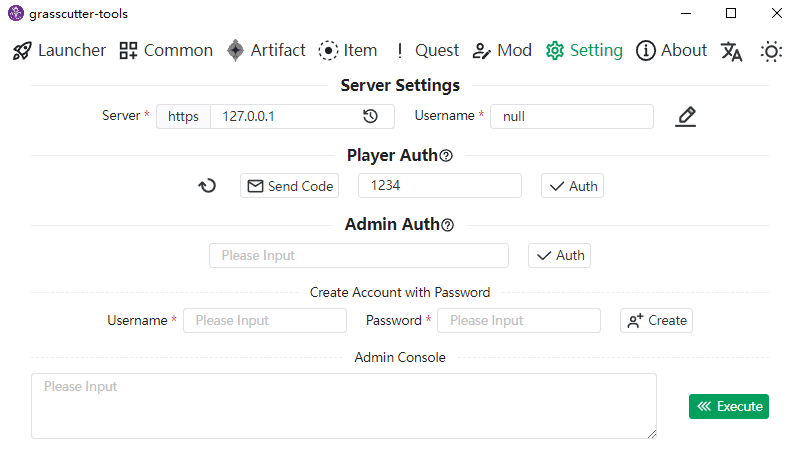 grasscutter-tools
Launcher Common Artifact Item Quest Mod Setting About
Server Settings
Server * https 127.0.0.1 Username * null
Player Auth
Send Code 1234 Auth
Admin Auth
Please Input Auth
Create Account with Password
Username * Please Input Password * Please Input Create
Admin Console
Please Input
Execute